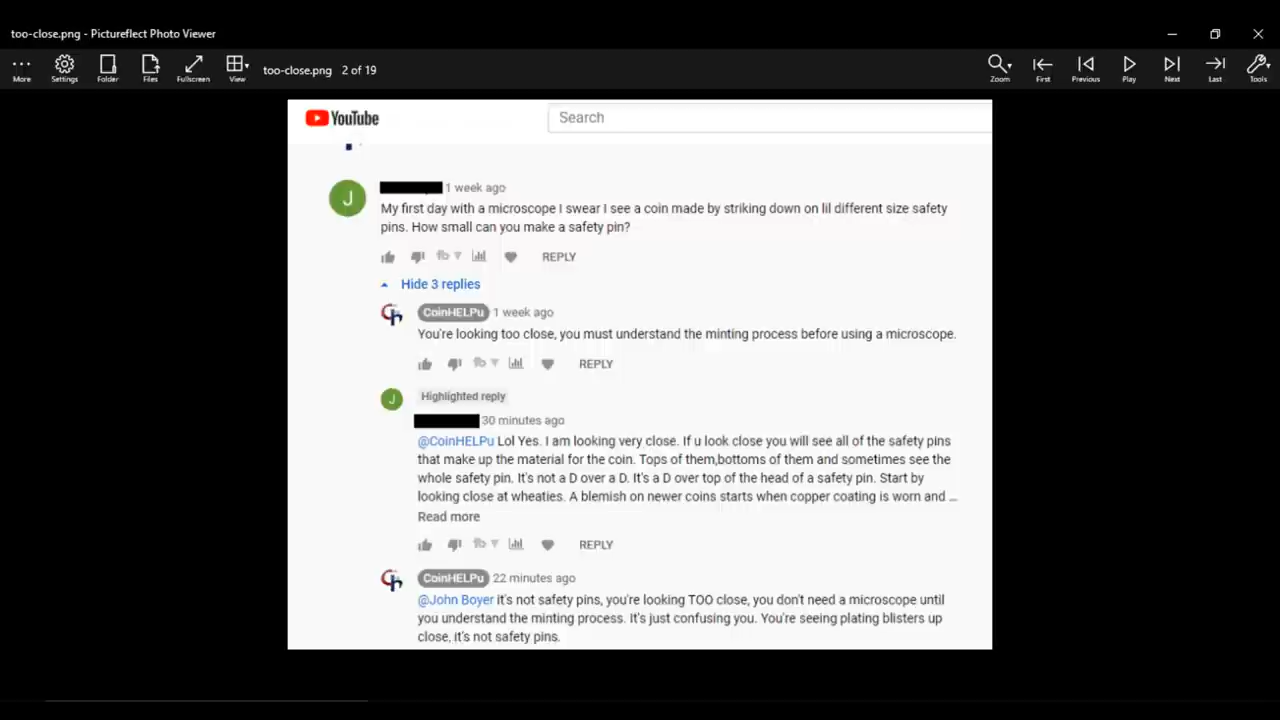 too-close.png - Pictureflect Photo Viewer
More
Settings
Folder
Files
Fullscreen
View
too-close.png 2 of 19
Zoom
First
Previous
Play
Next
Last
Tools
YouTube
Search
J
1 week ago
My first day with a microscope I swear I see a coin made by striking down on lil different size safety
pins. How small can you make a safety pin?
REPLY
Hide 3 replies
CoinHELPu 1 week ago
You're looking too close, you must understand the minting process before using a microscope.
REPLY
J
Highlighted reply
30 minutes ago
@CoinHELPu Lol Yes. I am looking very close. If u look close you will see all of the safety pins
that make up the material for the coin. Tops of them,bottoms of them and sometimes see the
whole safety pin. It's not a D over a D. It's a D over top of the head of a safety pin. Start by
looking close at wheaties. A blemish on newer coins starts when copper coating is worn and ...
Read more
REPLY
CoinHELPu 22 minutes ago
@John Boyer it's not safety pins, you're looking TOO close, you don't need a microscope until
you understand the minting process. It's just confusing you. You're seeing plating blisters up
close, it's not safety pins.